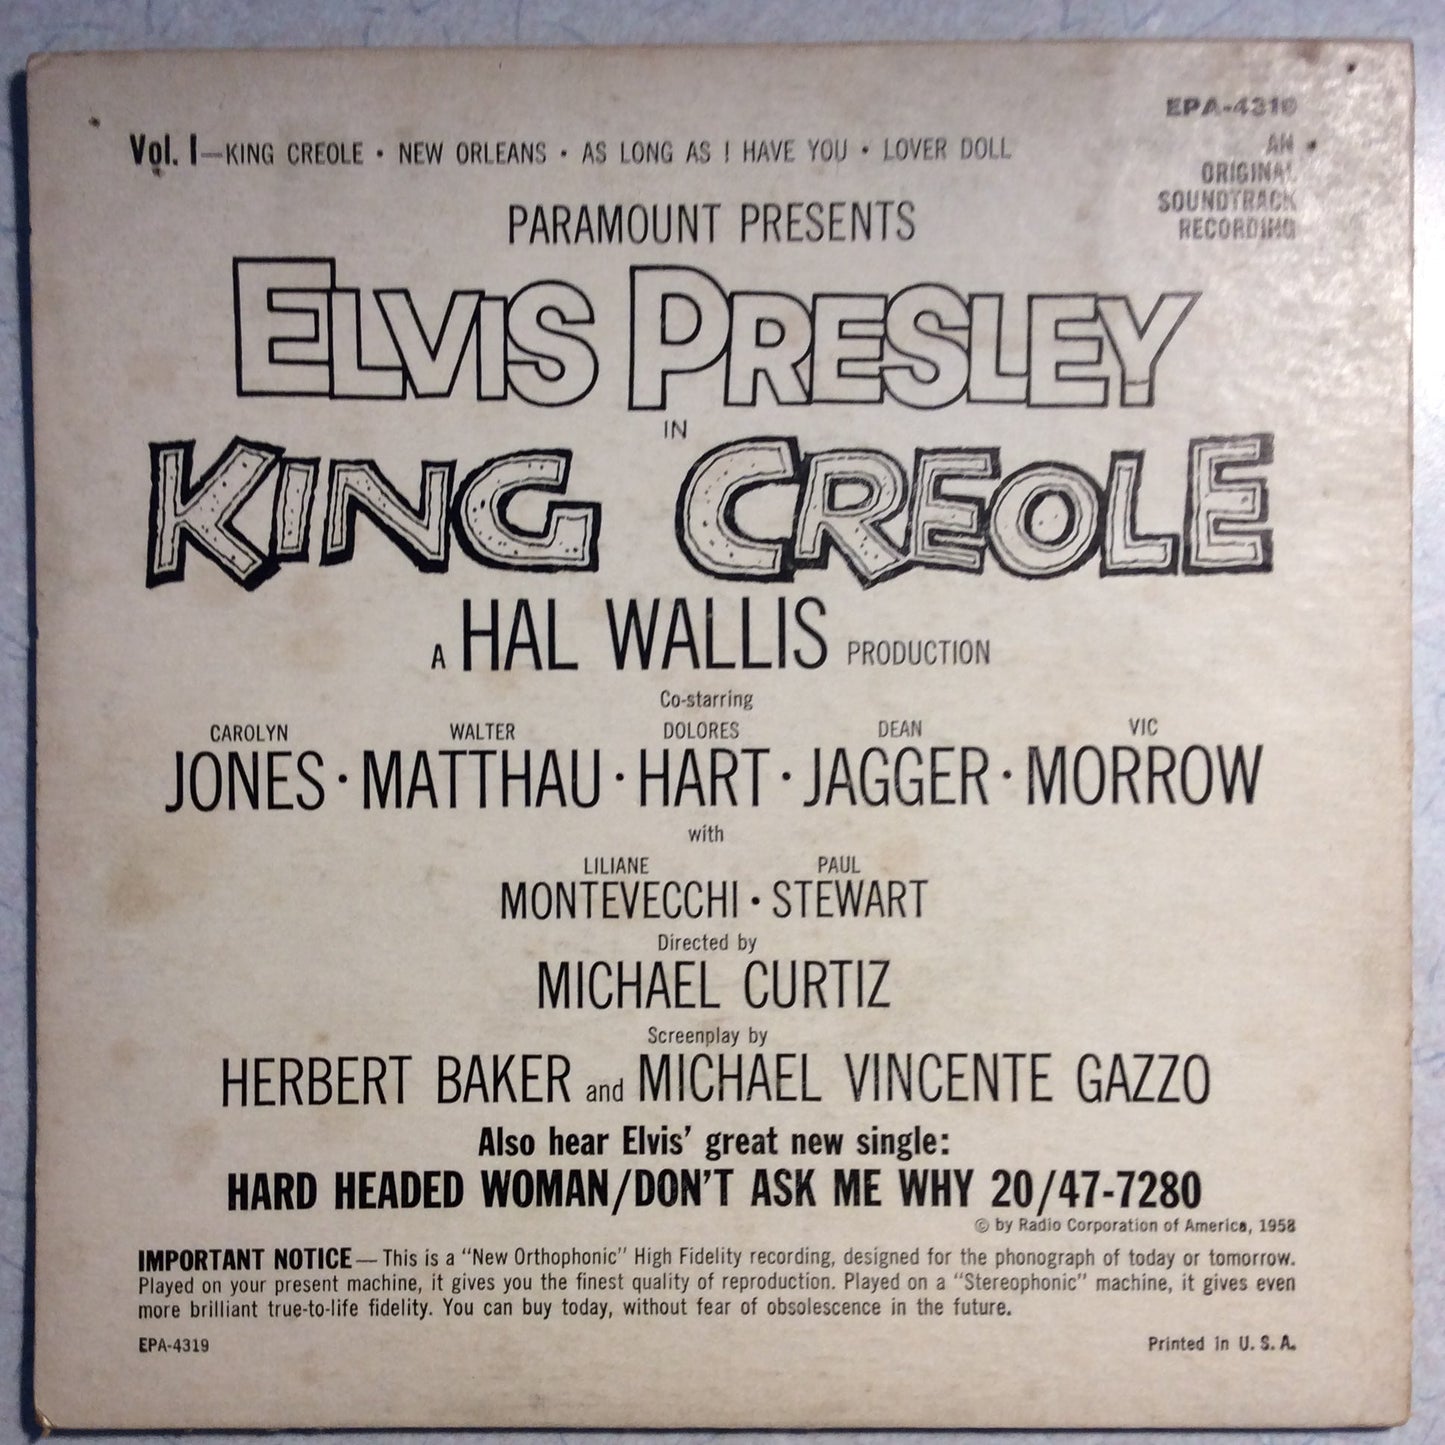 EPA-4319
Vol. I—KING CREOLE • NEW ORLEANS • AS LONG AS I HAVE YOU • LOVER DOLL
AN
ORIGINAL
SOUNDTRACK
RECORDING
PARAMOUNT PRESENTS
ELVIS PRESLEY
IN
KING CREOLE
A HAL WALLIS PRODUCTION
Co-starring
CAROLYN WALTER DOLORES DEAN VIC
JONES • MATTHAU • HART • JAGGER • MORROW
with
LILIANE PAUL
MONTEVECCHI • STEWART
Directed by
MICHAEL CURTIZ
Screenplay by
HERBERT BAKER and MICHAEL VINCENTE GAZZO
Also hear Elvis' great new single:
HARD HEADED WOMAN/DON'T ASK ME WHY 20/47-7280
© by Radio Corporation of America, 1958
IMPORTANT NOTICE — This is a "New Orthophonic" High Fidelity recording, designed for the phonograph of today or tomorrow.
Played on your present machine, it gives you the finest quality of reproduction. Played on a "Stereophonic" machine, it gives even
more brilliant true-to-life fidelity. You can buy today, without fear of obsolescence in the future.
EPA-4319 Printed in U. S. A.